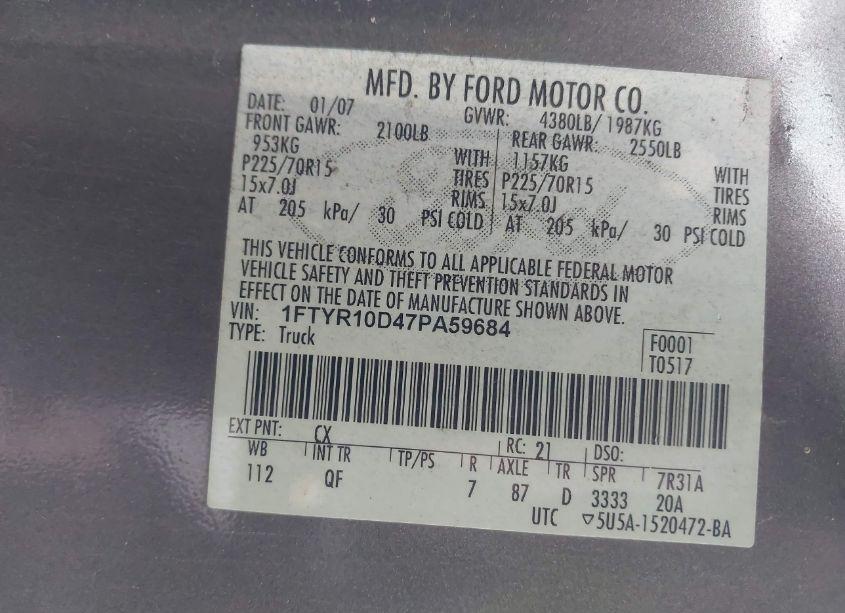 MFD. BY FORD MOTOR CO.
DATE: 01/07 GVWR: 4380LB/ 1987KG
FRONT GAWR: 2100LB REAR GAWR: 2550LB
953KG WITH 1157KG WITH
P225/70R15 TIRES P225/70R15 TIRES
15x7.0J RIMS 15x7.0J RIMS
AT 205 kPa/ 30 PSI COLD AT 205 kPa/ 30 PSI COLD
THIS VEHICLE CONFORMS TO ALL APPLICABLE FEDERAL MOTOR
VEHICLE SAFETY AND THEFT PREVENTION STANDARDS IN
EFFECT ON THE DATE OF MANUFACTURE SHOWN ABOVE.
VIN: 1FTYR10D47PA59684
TYPE: Truck F0001
T0517
EXT PNT: CX RC: 21 DSO:
WB INT TR TP/PS R AXLE TR SPR 7R31A
112 QF 7 87 D 3333 20A
UTC ▽5U5A-1520472-BA